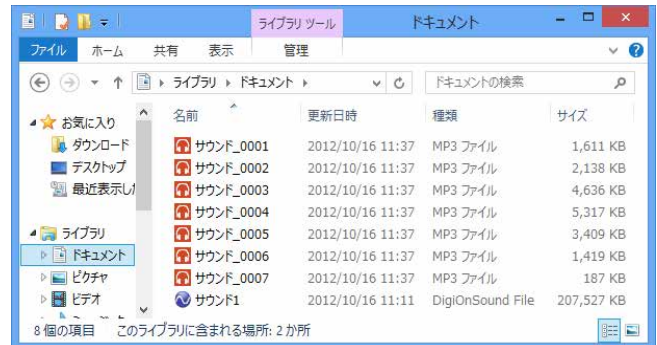 ライブラリ ツール ドキュメント
ファイル ホーム 共有 表示 管理
ライブラリ ドキュメント ドキュメントの検索
お気に入り
ダウンロード
デスクトップ
最近表示し
ライブラリ
ドキュメント
ピクチャ
ビデオ
名前 更新日時 種類 サイズ
サウンド_0001 2012/10/16 11:37 MP3 ファイル 1,611 KB
サウンド_0002 2012/10/16 11:37 MP3 ファイル 2,138 KB
サウンド_0003 2012/10/16 11:37 MP3 ファイル 4,636 KB
サウンド_0004 2012/10/16 11:37 MP3 ファイル 5,317 KB
サウンド_0005 2012/10/16 11:37 MP3 ファイル 3,409 KB
サウンド_0006 2012/10/16 11:37 MP3 ファイル 1,419 KB
サウンド_0007 2012/10/16 11:37 MP3 ファイル 187 KB
サウンド1 2012/10/16 11:11 DigiOnSound File 207,527 KB
8 個の項目 このライブラリに含まれる場所: 2 か所